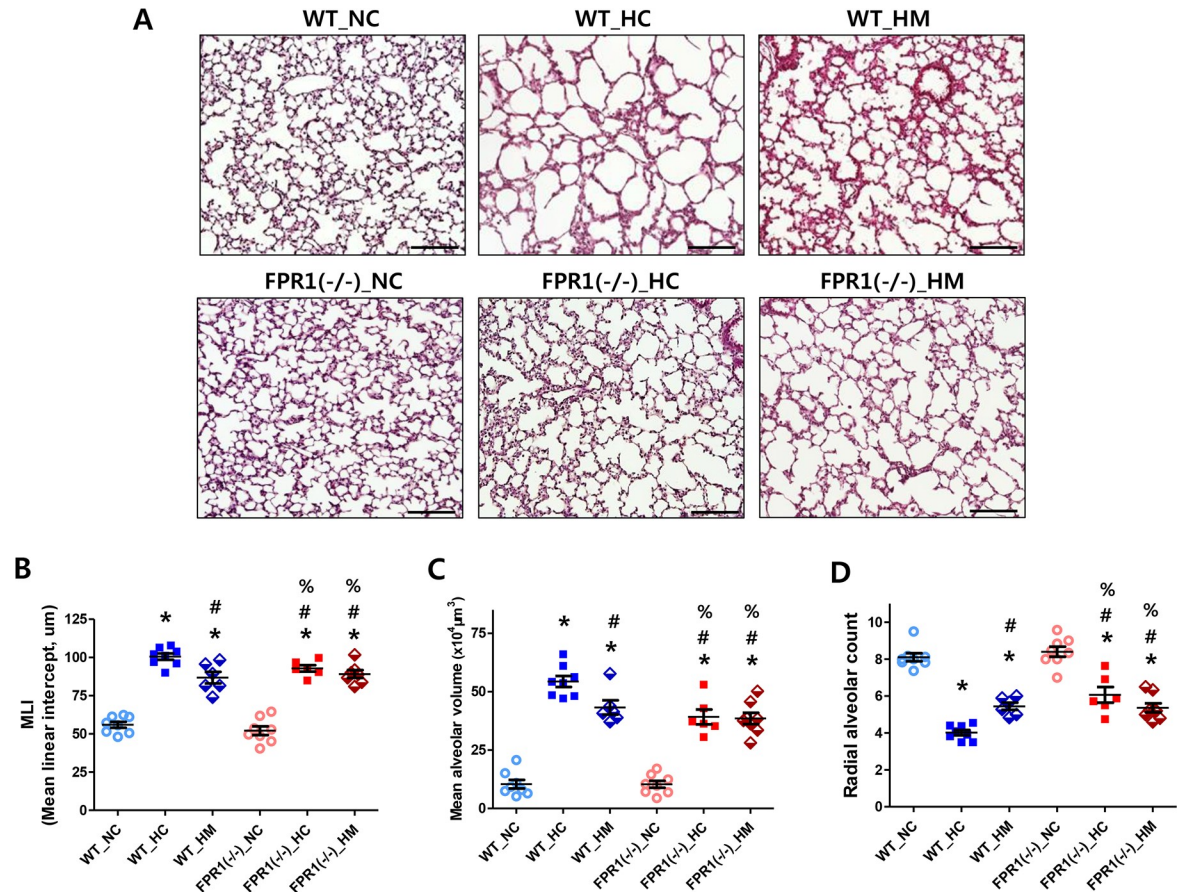 A
WT_NC
WT_HC
WT_HM
FPR1(-/-)_NC
FPR1(-/-)_HC
FPR1(-/-)_HM
B
MLI
(Mean linear intercept, um)
125
100
75
50
25
0
*
#
*
%
#
*
%
#
*
WT_NC
WT_HC
WT_HM
FPR1(-/-)_NC
FPR1(-/-)_HC
FPR1(-/-)_HM
C
Mean alveolar volume (x10⁴μm³)
75
50
25
0
*
#
*
%
#
*
%
#
*
WT_NC
WT_HC
WT_HM
FPR1(-/-)_NC
FPR1(-/-)_HC
FPR1(-/-)_HM
D
Radial alveolar count
10
8
6
4
2
0
*
#
*
%
#
*
%
#
*
WT_NC
WT_HC
WT_HM
FPR1(-/-)_NC
FPR1(-/-)_HC
FPR1(-/-)_HM